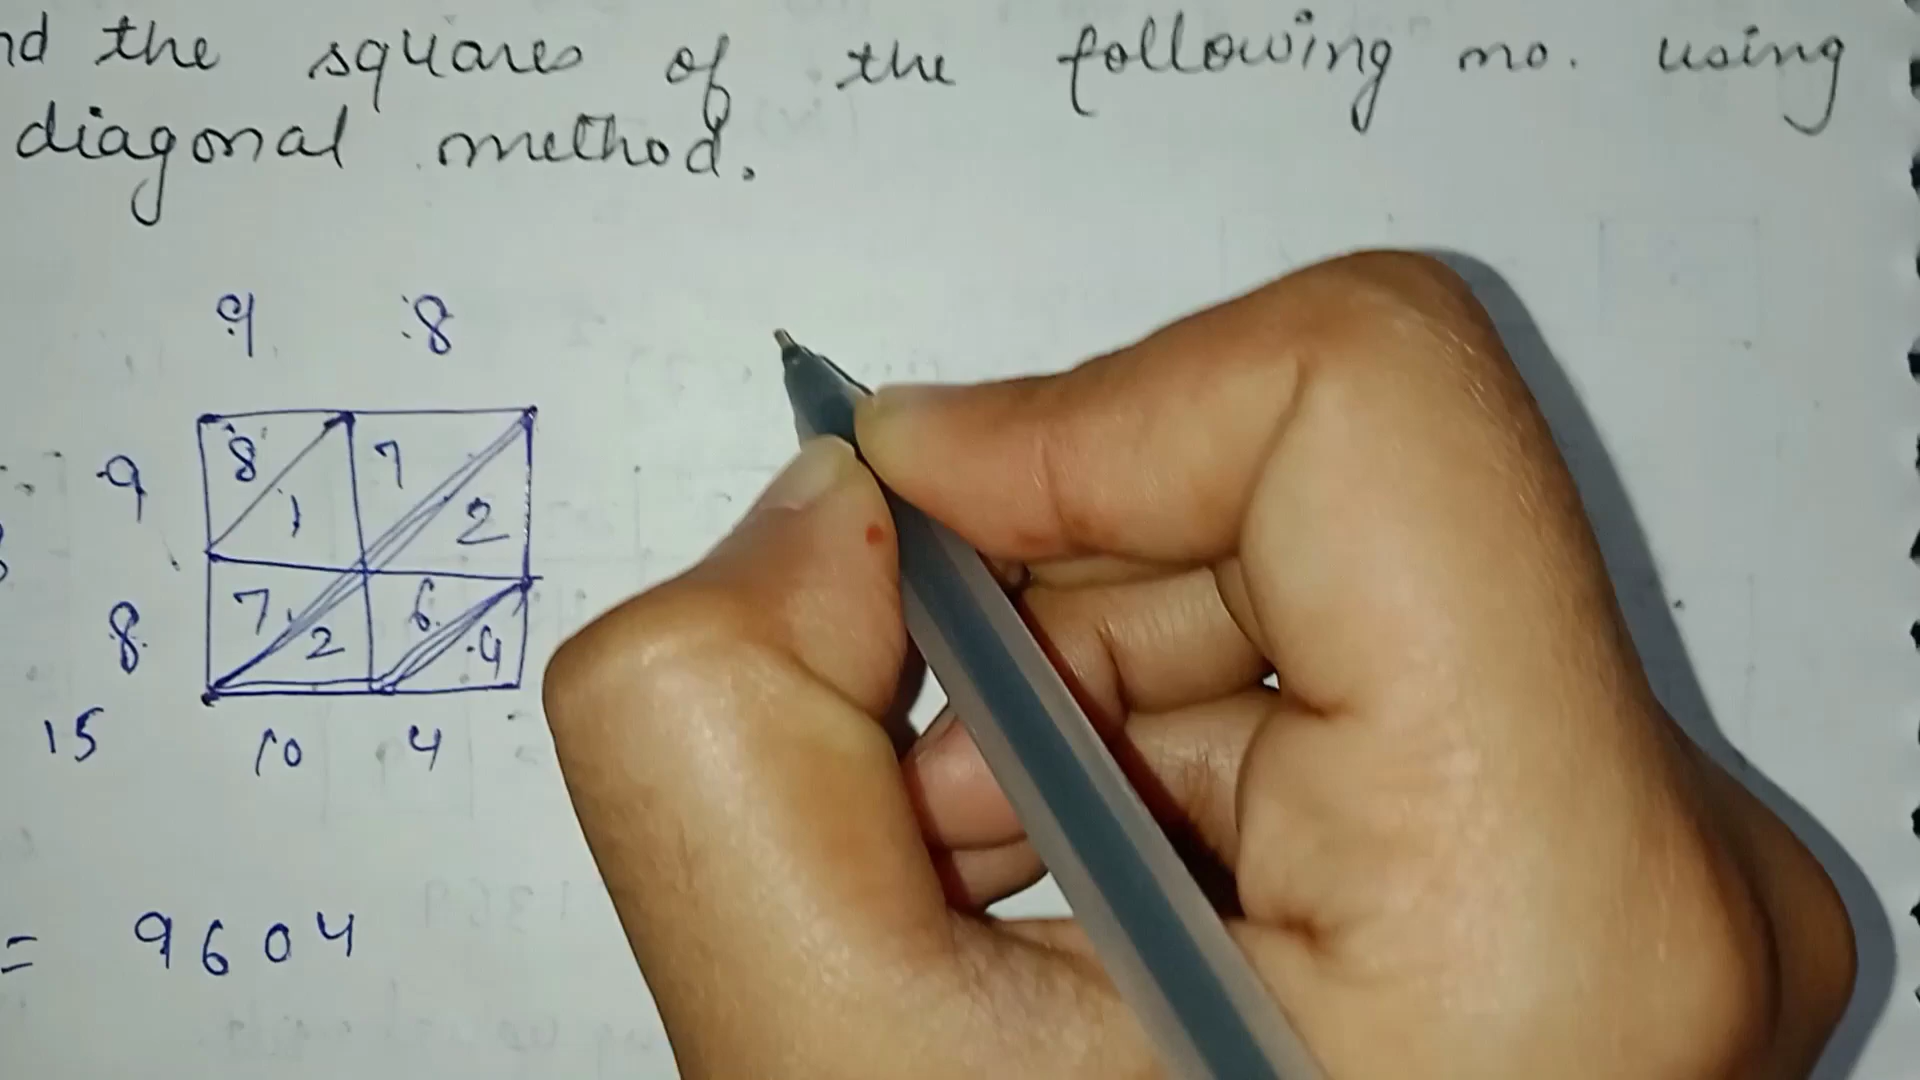 nd the squares of the following no. using
diagonal method.
9 8
9 8 1 7 2
8 7 2 6 4
15 10 4
= 9604